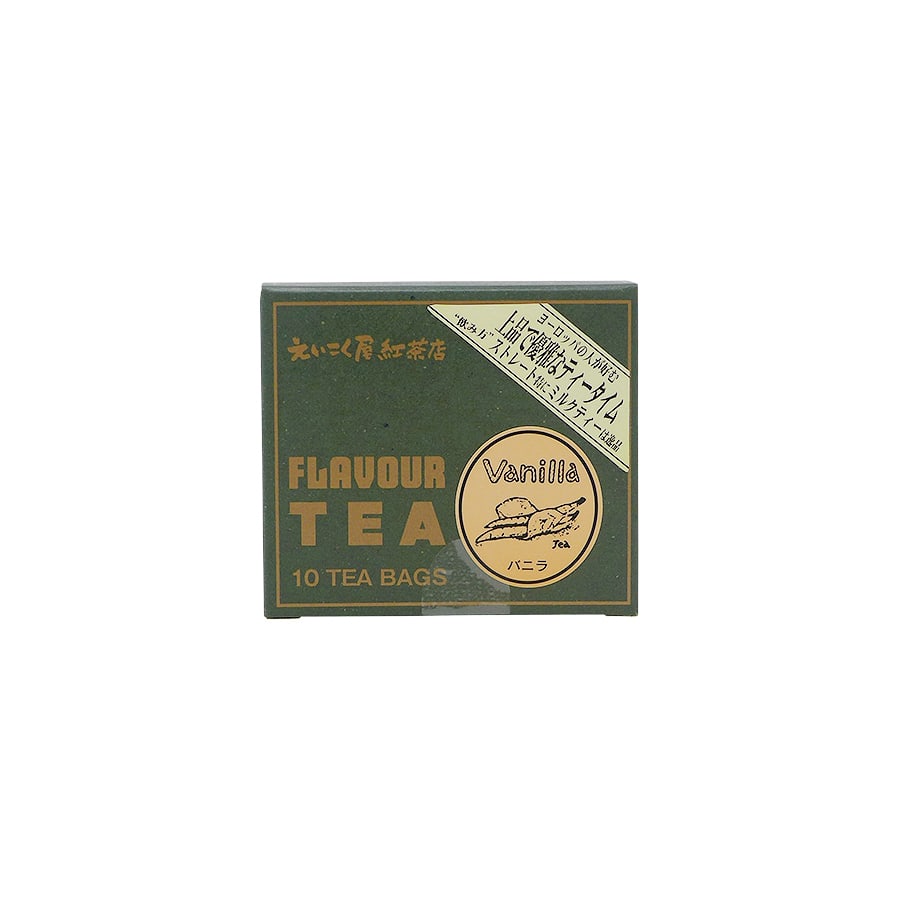 えいこく屋紅茶店
ヨーロッパの人が好む
上品で優雅なティータイム
“飲み方”ストレート特にミルクティーは逸品
FLAVOUR
TEA
10 TEA BAGS
Vanilla
Tea
バニラ